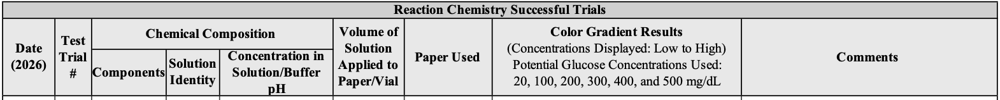 Reaction Chemistry Successful Trials
Date
(2026)
Test
Trial
#
Chemical Composition
Components
Solution
Identity
Concentration in
Solution/Buffer
pH
Volume of
Solution
Applied to
Paper/Vial
Paper Used
Color Gradient Results
(Concentrations Displayed: Low to High)
Potential Glucose Concentrations Used:
20, 100, 200, 300, 400, and 500 mg/dL
Comments